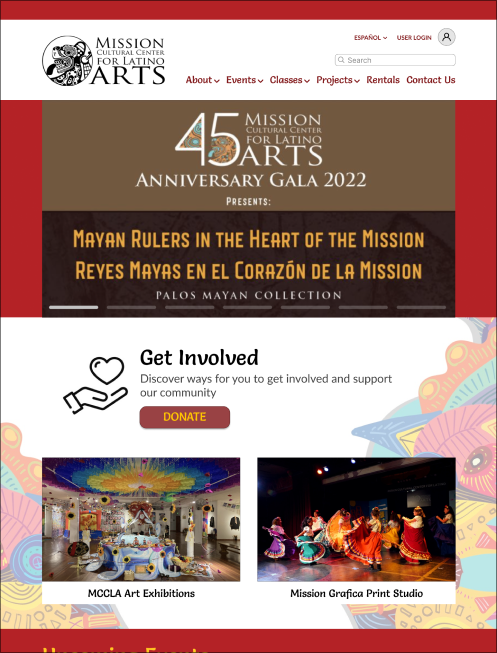 MISSION
CULTURAL CENTER
FOR LATINO
ARTS
ESPAÑOL
USER LOGIN
Search
About
Events
Classes
Projects
Rentals
Contact Us
45
MISSION
CULTURAL CENTER
FOR LATINO
ARTS
ANNIVERSARY GALA 2022
PRESENTS:
MAYAN RULERS IN THE HEART OF THE MISSION
REYES MAYAS EN EL CORAZÓN DE LA MISSION
PALOS MAYAN COLLECTION
Get Involved
Discover ways for you to get involved and support
our community
DONATE
MCCLA Art Exhibitions
Mission Grafica Print Studio
Upcoming Events